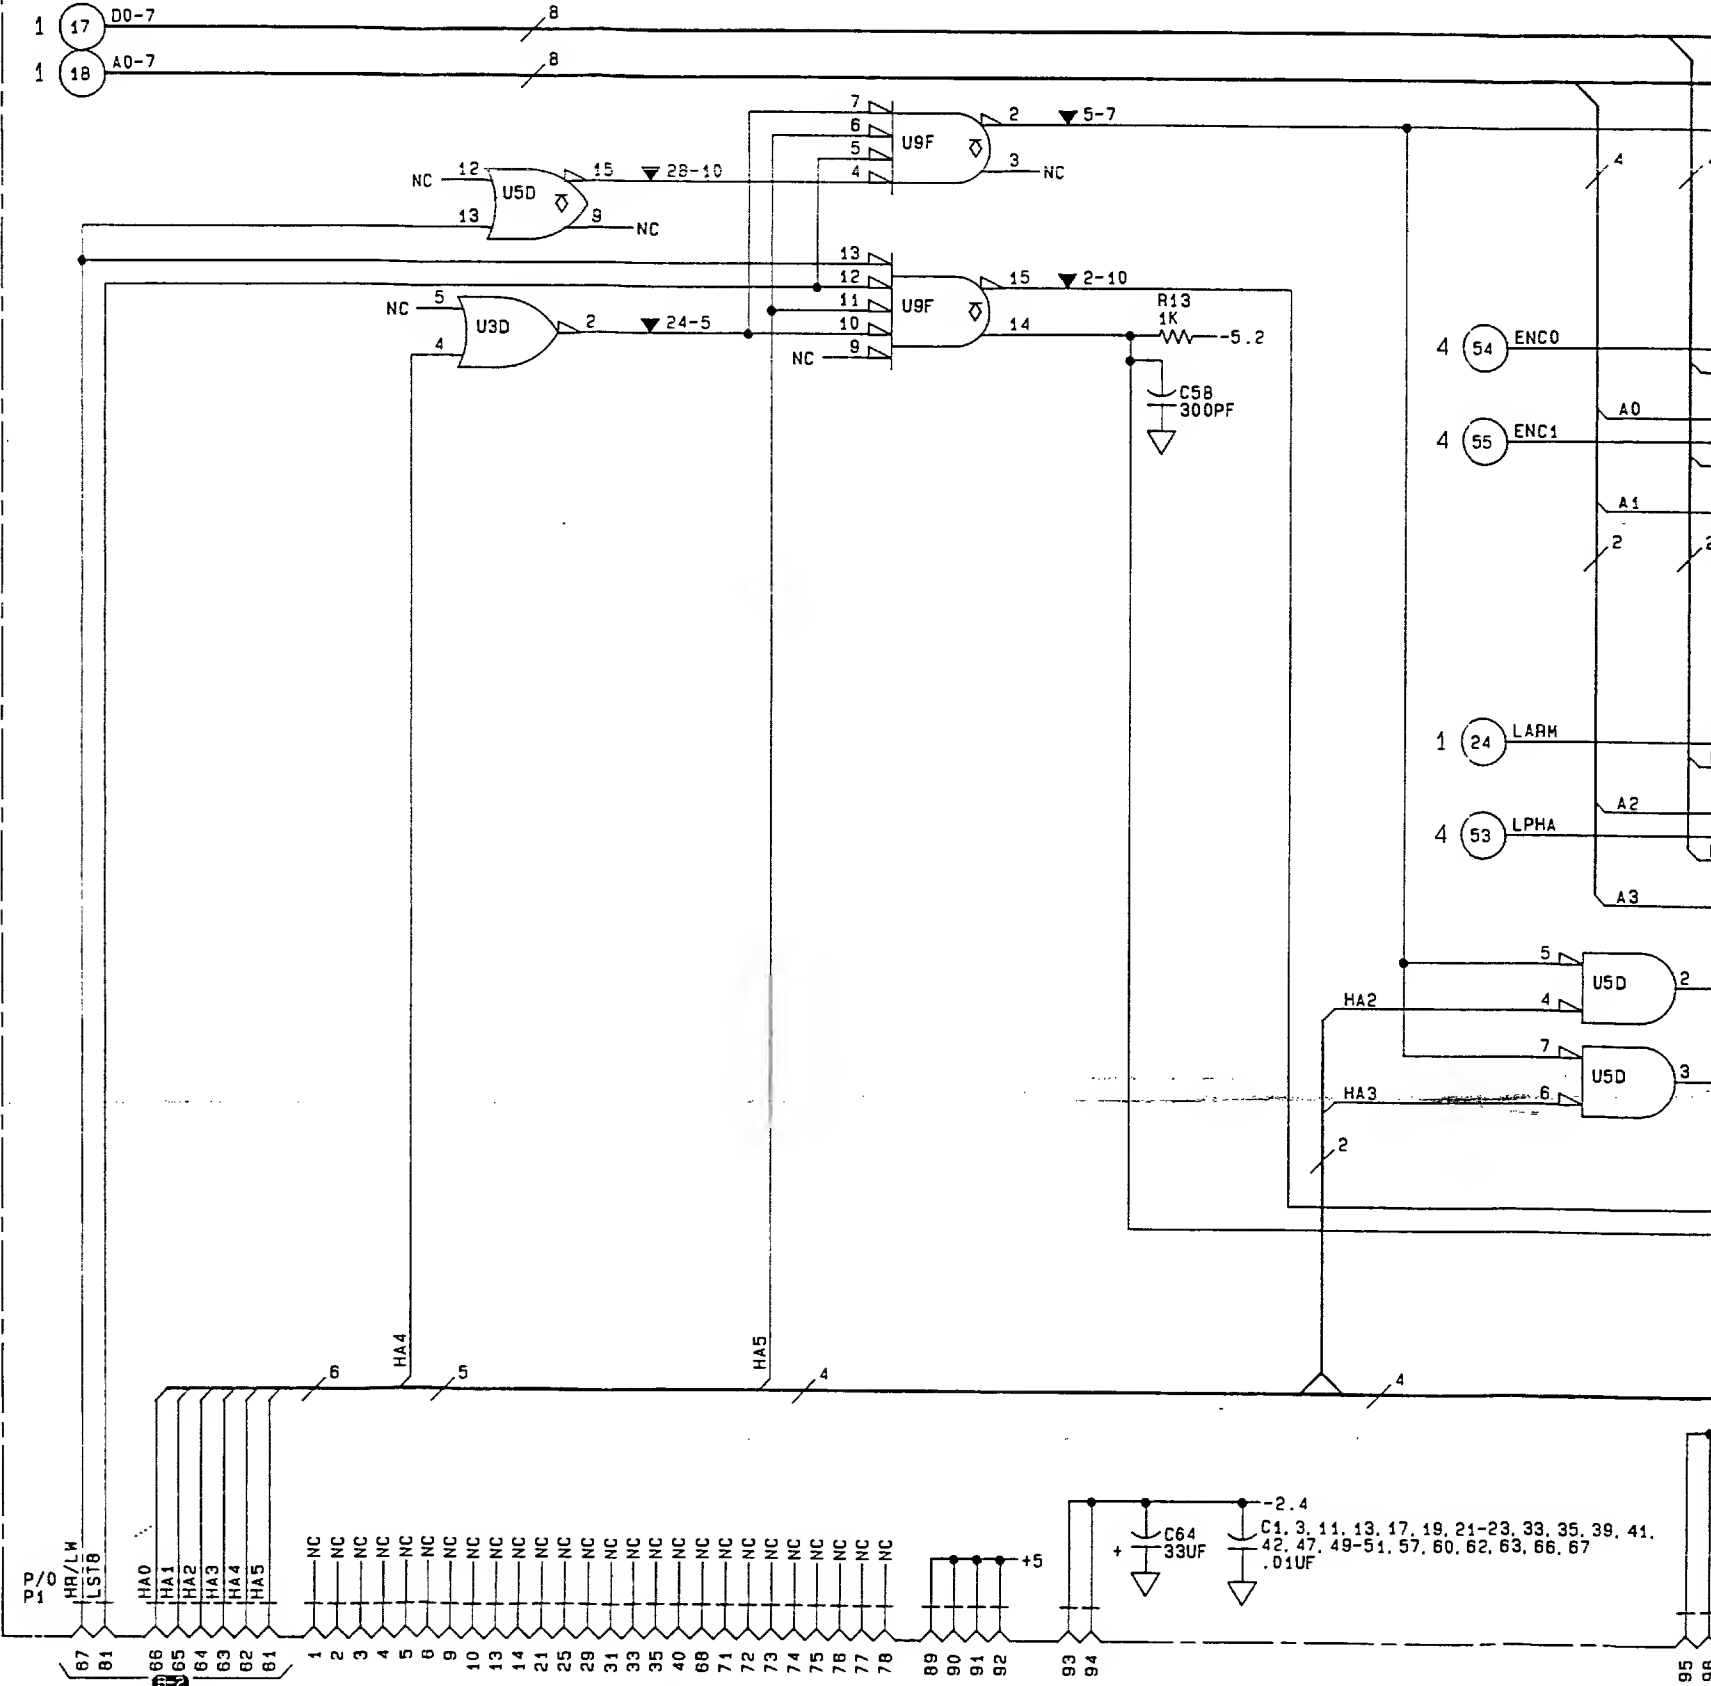 1 17 D0-7 8
1 18 A0-7 8
7 2 5-7
6
U9F
5 3 NC
4
4
NC 12 15 28-10
U5D
13 9 NC
13
12 15 2-10
11 U9F R13
1K
NC 5 10 14 -5.2
U3D 2 24-5
4 NC 9
C58
300PF
4 54 ENC0
A0
4 55 ENC1
A1
2 2
1 24 LARM
A2
4 53 LPHA
A3
5
U5D 2
HA2 4
7
U5D 3
HA3 6
2
HA4 HA5
6 5 4 4
-2.4
C64
33UF
+
C1, 3, 11, 13, 17, 19, 21-23, 33, 35, 39, 41,
42, 47, 49-51, 57, 60, 62, 63, 66, 67
.01UF
+5
P/O
P1
HR/LW LSTB HA0 HA1 HA2 HA3 HA4 HA5
NC NC NC NC NC NC NC NC NC NC NC NC NC NC NC NC NC NC NC NC NC NC NC NC NC NC
67 81 66 65 64 63 62 61 1 2 3 4 5 6 9 10 13 14 21 25 29 31 33 35 40 68 71 72 73 74 75 76 77 78 89 90 91 92 93 94 95